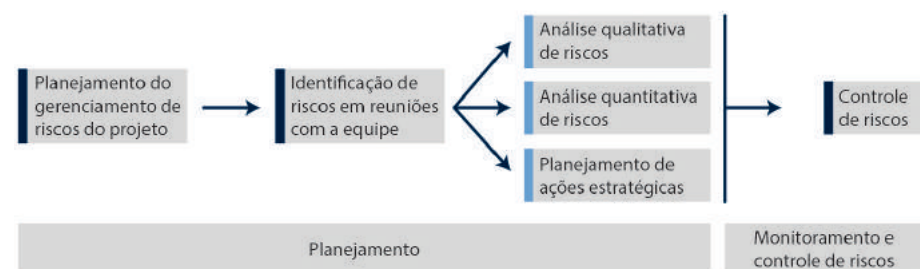 Planejamento do
gerenciamento de
riscos do projeto
Identificação de
riscos em reuniões
com a equipe
Análise qualitativa
de riscos
Análise quantitativa
de riscos
Planejamento de
ações estratégicas
Controle
de riscos
Planejamento
Monitoramento e
controle de riscos